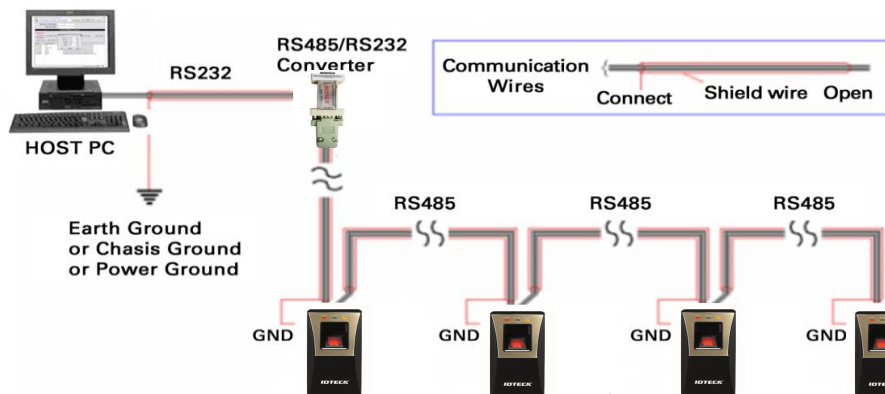 RS485/RS232
Converter
RS232
HOST PC
Communication
Wires
Connect
Shield wire
Open
Earth Ground
or Chasis Ground
or Power Ground
RS485
RS485
RS485
GND
GND
GND
GND
IDTECK
IDTECK
IDTECK
IDTECK